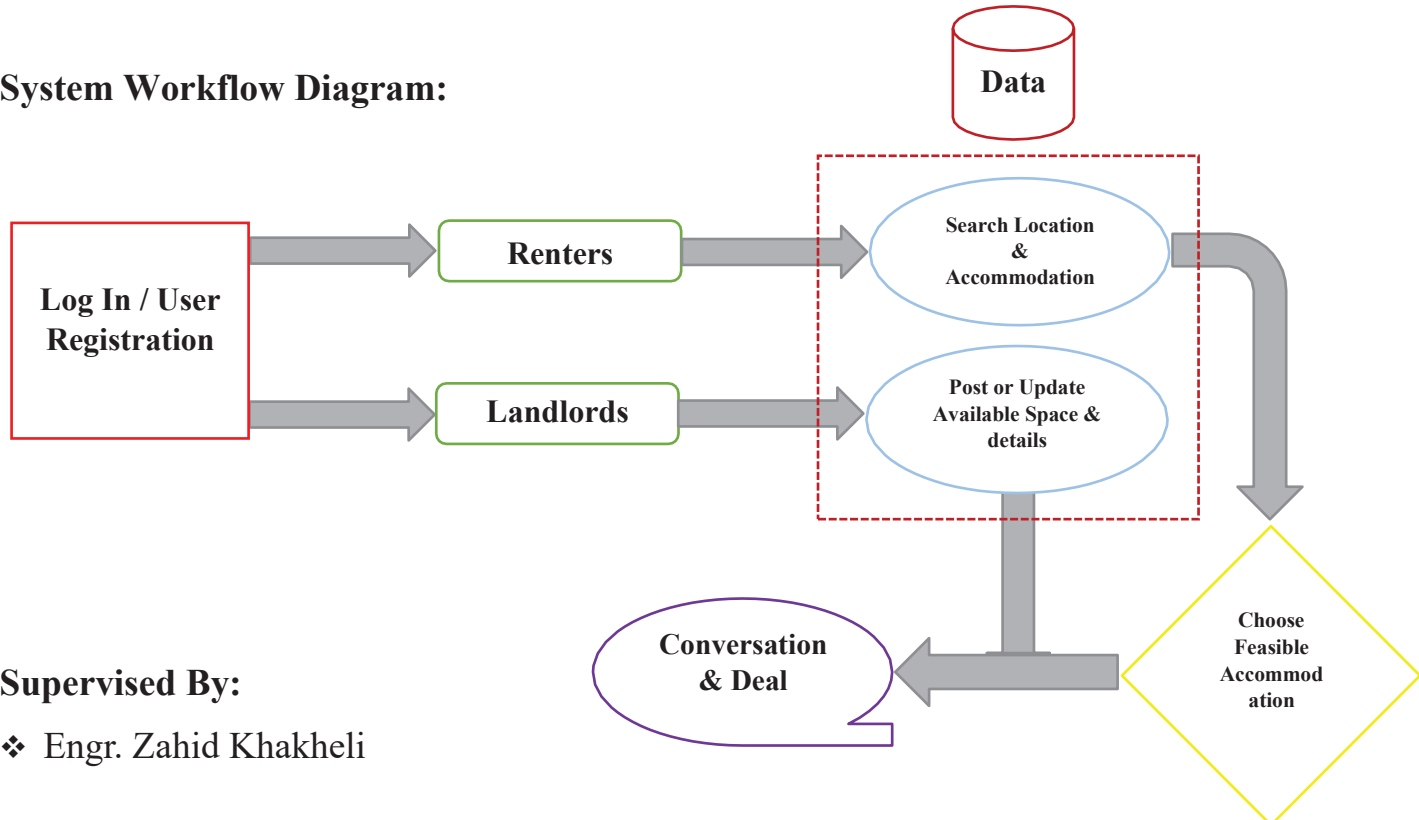 System Workflow Diagram:
Data
Log In / User
Registration
Renters
Search Location
&
Accommodation
Landlords
Post or Update
Available Space &
details
Choose
Feasible
Accommod
ation
Conversation
& Deal
Supervised By:
❖ Engr. Zahid Khakheli